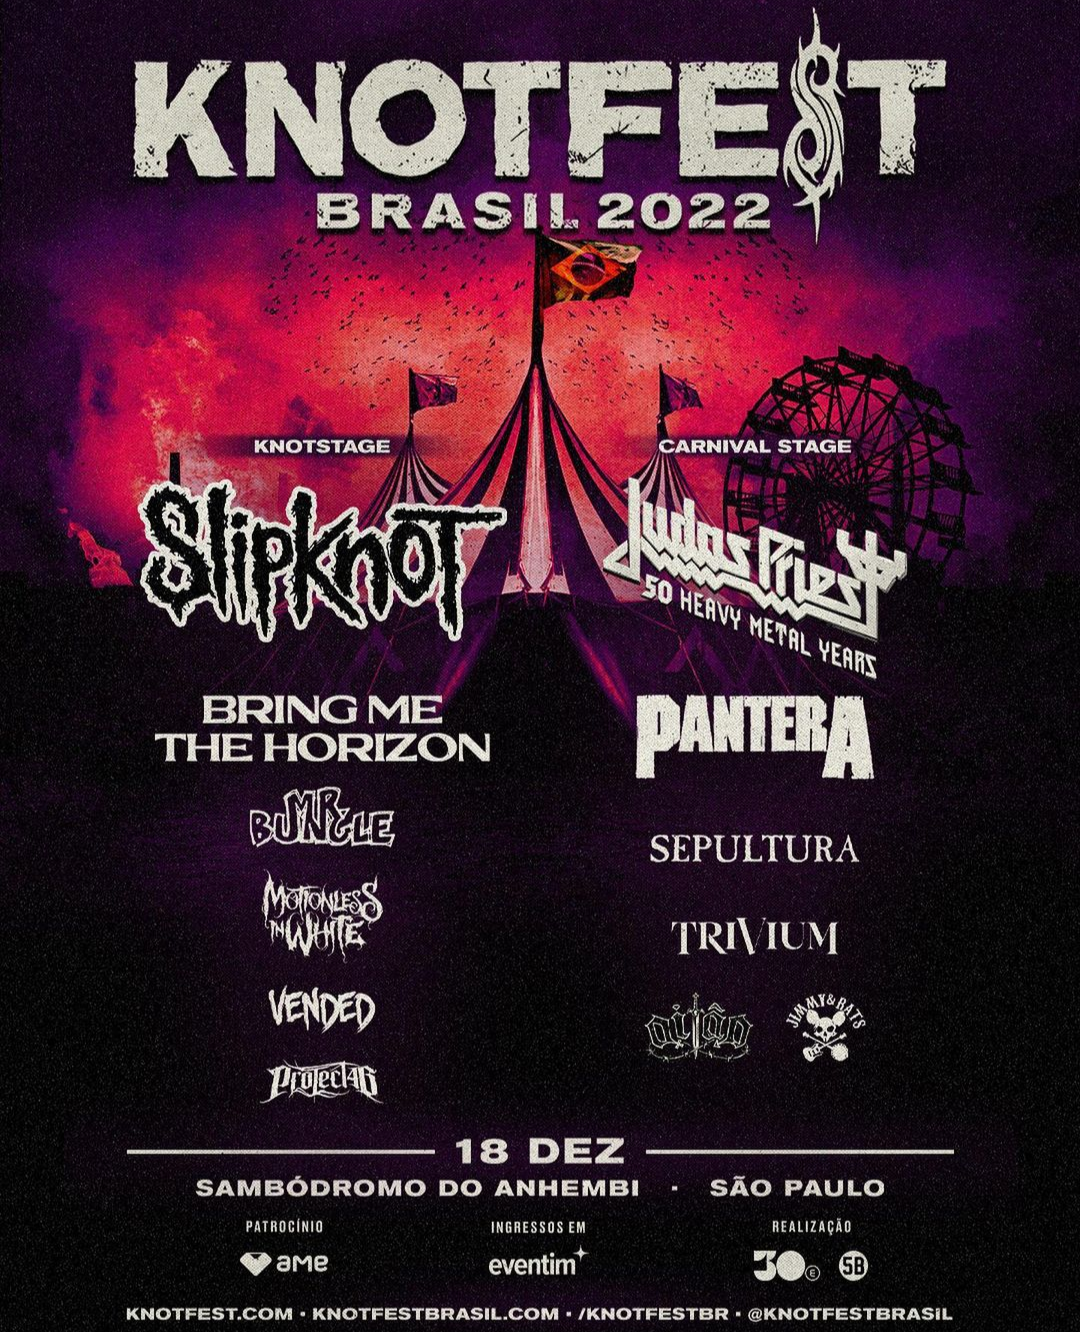 KNOTFEST
BRASIL 2022
KNOTSTAGE
SLIPKNOT
BRING ME
THE HORIZON
MR. BUNGLE
MOTIONLESS
IN WHITE
VENDED
PROJECT46
CARNIVAL STAGE
Judas Priest
50 HEAVY METAL YEARS
PANTERA
SEPULTURA
TRIVIUM
OITÃO
JIMMY & RATS
18 DEZ
SAMBÓDROMO DO ANHEMBI · SÃO PAULO
PATROCÍNIO
ame
INGRESSOS EM
eventim
REALIZAÇÃO
30E
5B
KNOTFEST.COM · KNOTFESTBRASIL.COM · /KNOTFESTBR · @KNOTFESTBRASIL